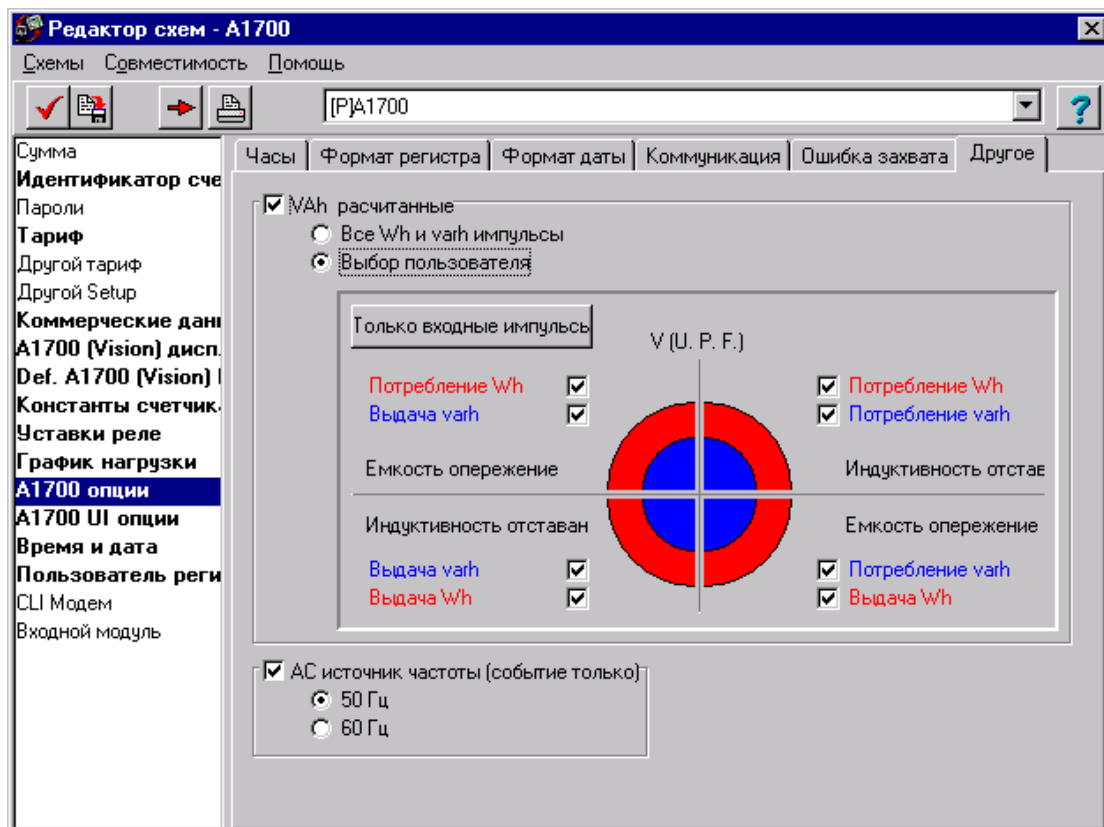 Редактор схем - A1700
Схемы Совместимость Помощь
[P]A1700
Сумма
Идентификатор сче
Пароли
Тариф
Другой тариф
Другой Setup
Коммерческие данн
A1700 (Vision) дисп.
Def. A1700 (Vision)
Константы счетчик
Уставки реле
График нагрузки
A1700 опции
A1700 UI опции
Время и дата
Пользователь реги
CLI Модем
Входной модуль
Часы Формат регистра Формат даты Коммуникация Ошибка захвата Другое
VAh расчитанные
Все Wh и varh импульсы
Выбор пользователя
Только входные импульсь
V (U. P. F.)
Потребление Wh Потребление Wh
Выдача varh Потребление varh
Емкость опережение Индуктивность отстав
Индуктивность отставан Емкость опережение
Выдача varh Потребление varh
Выдача Wh Выдача Wh
AC источник частоты (событие только)
50 Гц
60 Гц